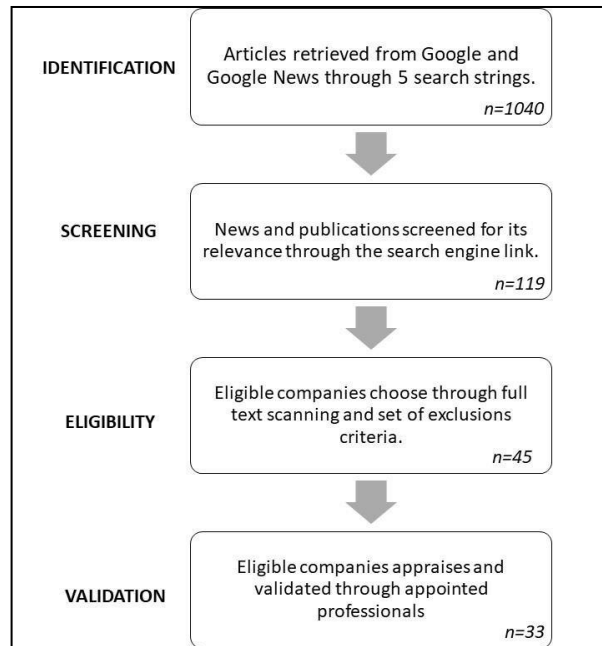 IDENTIFICATION
Articles retrieved from Google and
Google News through 5 search strings.
n=1040
SCREENING
News and publications screened for its
relevance through the search engine link.
n=119
ELIGIBILITY
Eligible companies choose through full
text scanning and set of exclusions
criteria.
n=45
VALIDATION
Eligible companies appraises and
validated through appointed
professionals
n=33